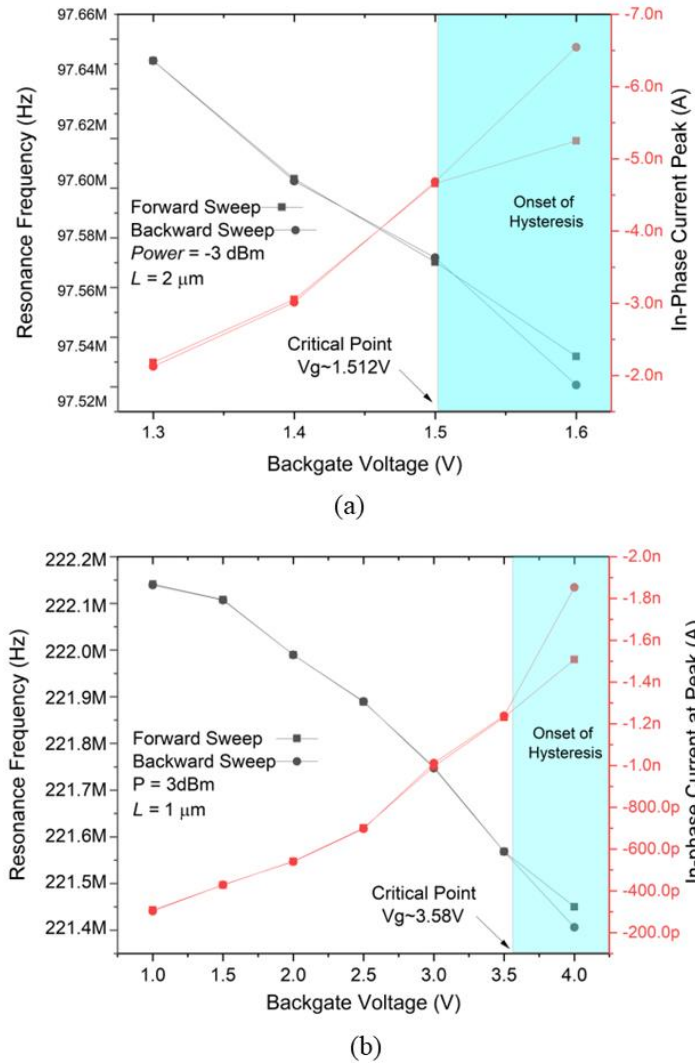 97.66M
97.64M
97.62M
97.60M
97.58M
97.56M
97.54M
97.52M
Resonance Frequency (Hz)
Forward Sweep
Backward Sweep
Power = -3 dBm
L = 2 μm
Critical Point
Vg~1.512V
Onset of
Hysteresis
-7.0n
-6.0n
-5.0n
-4.0n
-3.0n
-2.0n
In-Phase Current Peak (A)
1.3 1.4 1.5 1.6
Backgate Voltage (V)
(a)
222.2M
222.1M
222.0M
221.9M
221.8M
221.7M
221.6M
221.5M
221.4M
Resonance Frequency (Hz)
Forward Sweep
Backward Sweep
P = 3dBm
L = 1 μm
Critical Point
Vg~3.58V
Onset of
Hysteresis
-2.0n
-1.8n
-1.6n
-1.4n
-1.2n
-1.0n
-800.0p
-600.0p
-400.0p
-200.0p
In-phase Current at Peak (A)
1.0 1.5 2.0 2.5 3.0 3.5 4.0
Backgate Voltage (V)
(b)